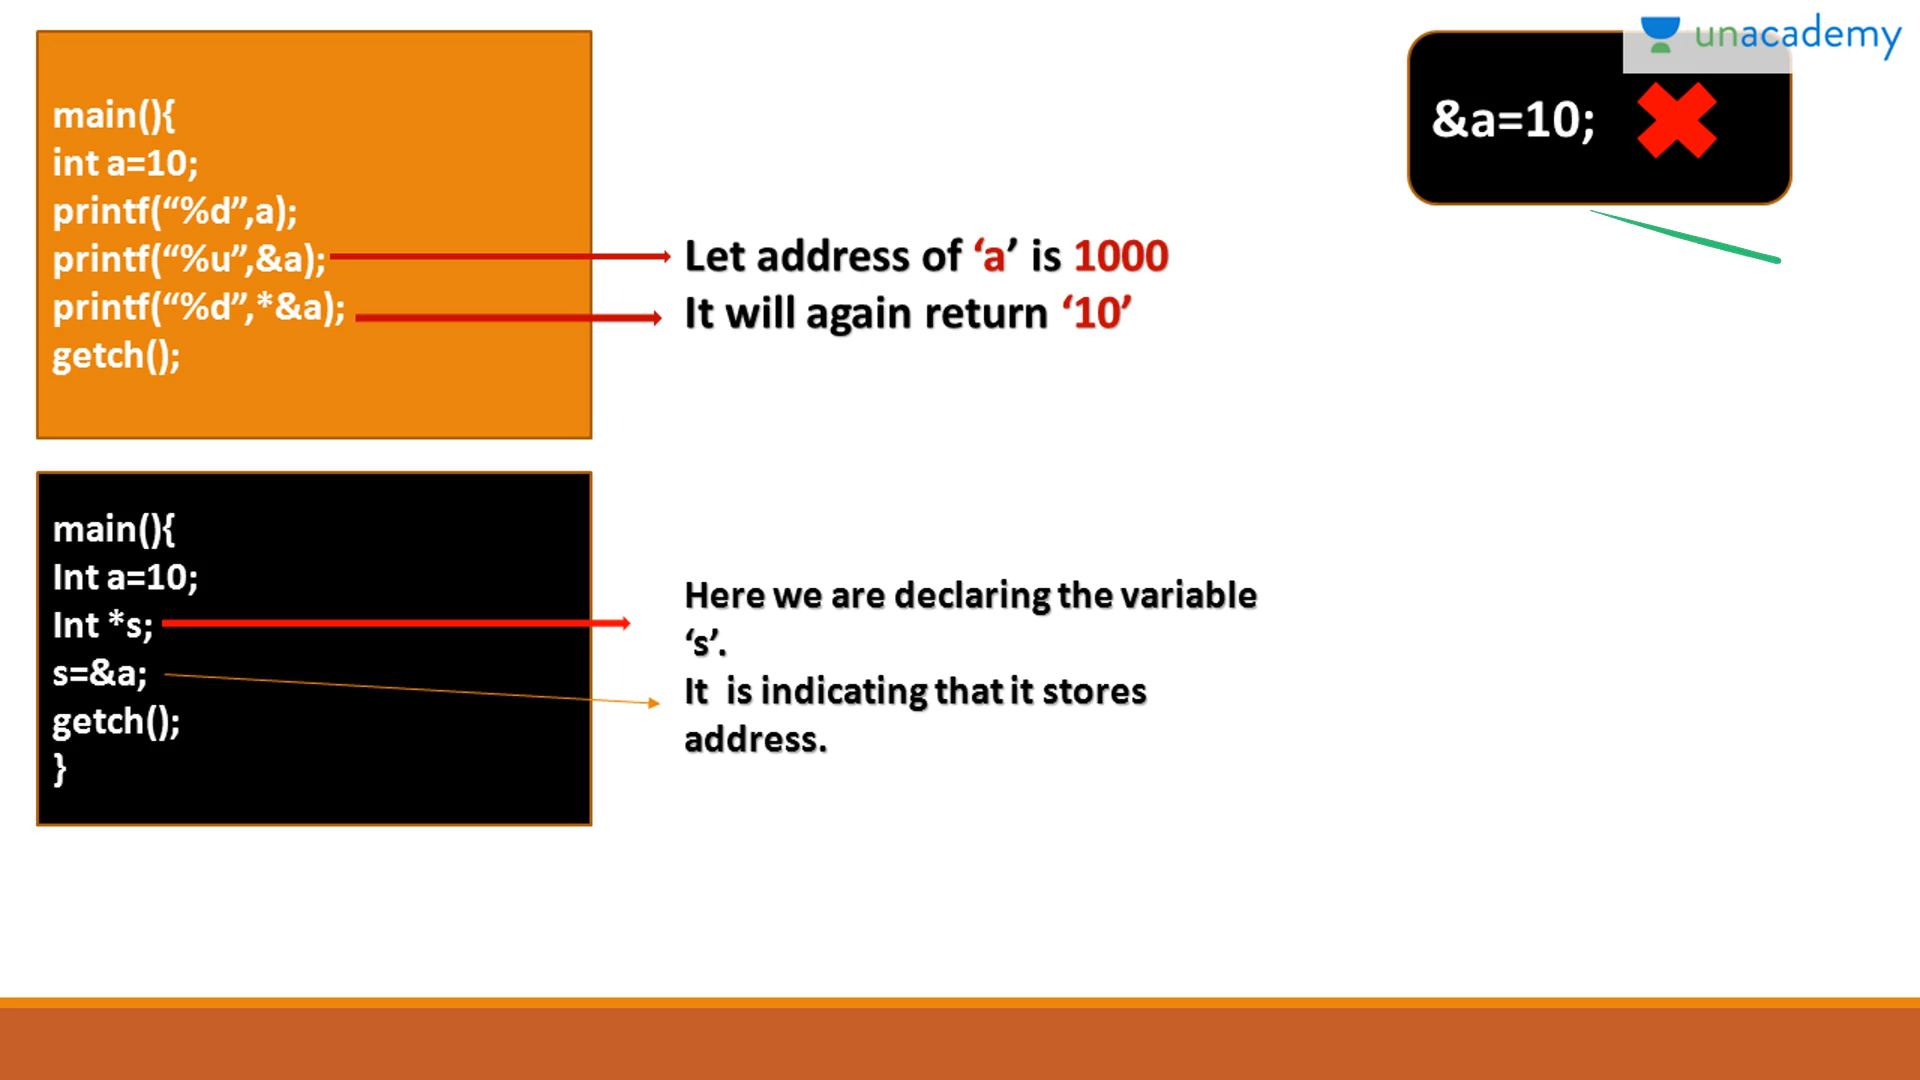 main(){
int a=10;
printf(“%d”,a);
printf(“%u”,&a);
printf(“%d”,*&a);
getch();
Let address of ‘a’ is 1000
It will again return ‘10’
&a=10;
unacademy
main(){
Int a=10;
Int *s;
s=&a;
getch();
}
Here we are declaring the variable
‘s’.
It is indicating that it stores
address.